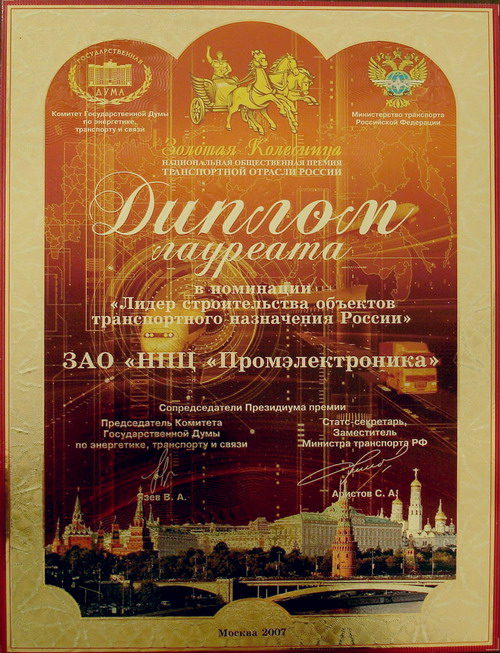 ГОСУДАРСТВЕННАЯ
ДУМА
Комитет Государственной Думы
по энергетике,
транспорту и связи
Министерство транспорта
Российской Федерации
Золотая Колесница
НАЦИОНАЛЬНАЯ ОБЩЕСТВЕННАЯ ПРЕМИЯ
ТРАНСПОРТНОЙ ОТРАСЛИ РОССИИ
Диплом
лауреата
в номинации
«Лидер строительства объектов
транспортного назначения России»
ЗАО «НПЦ «Промэлектроника»
Сопредседатели Президиума премии
Председатель Комитета
Государственной Думы
по энергетике, транспорту и связи
Статс-секретарь,
Заместитель
Министра транспорта РФ
Язев В. А.
Аристов С. А.
Москва 2007